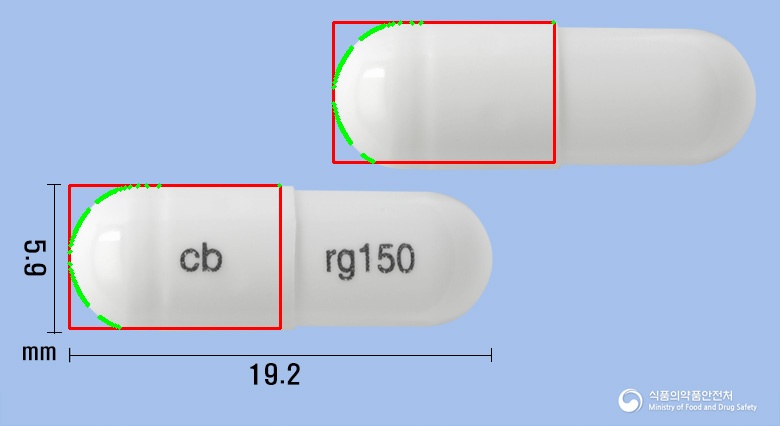 cb
rg150
5.9
mm
19.2
식품의약품안전처
Ministry of Food and Drug Safety